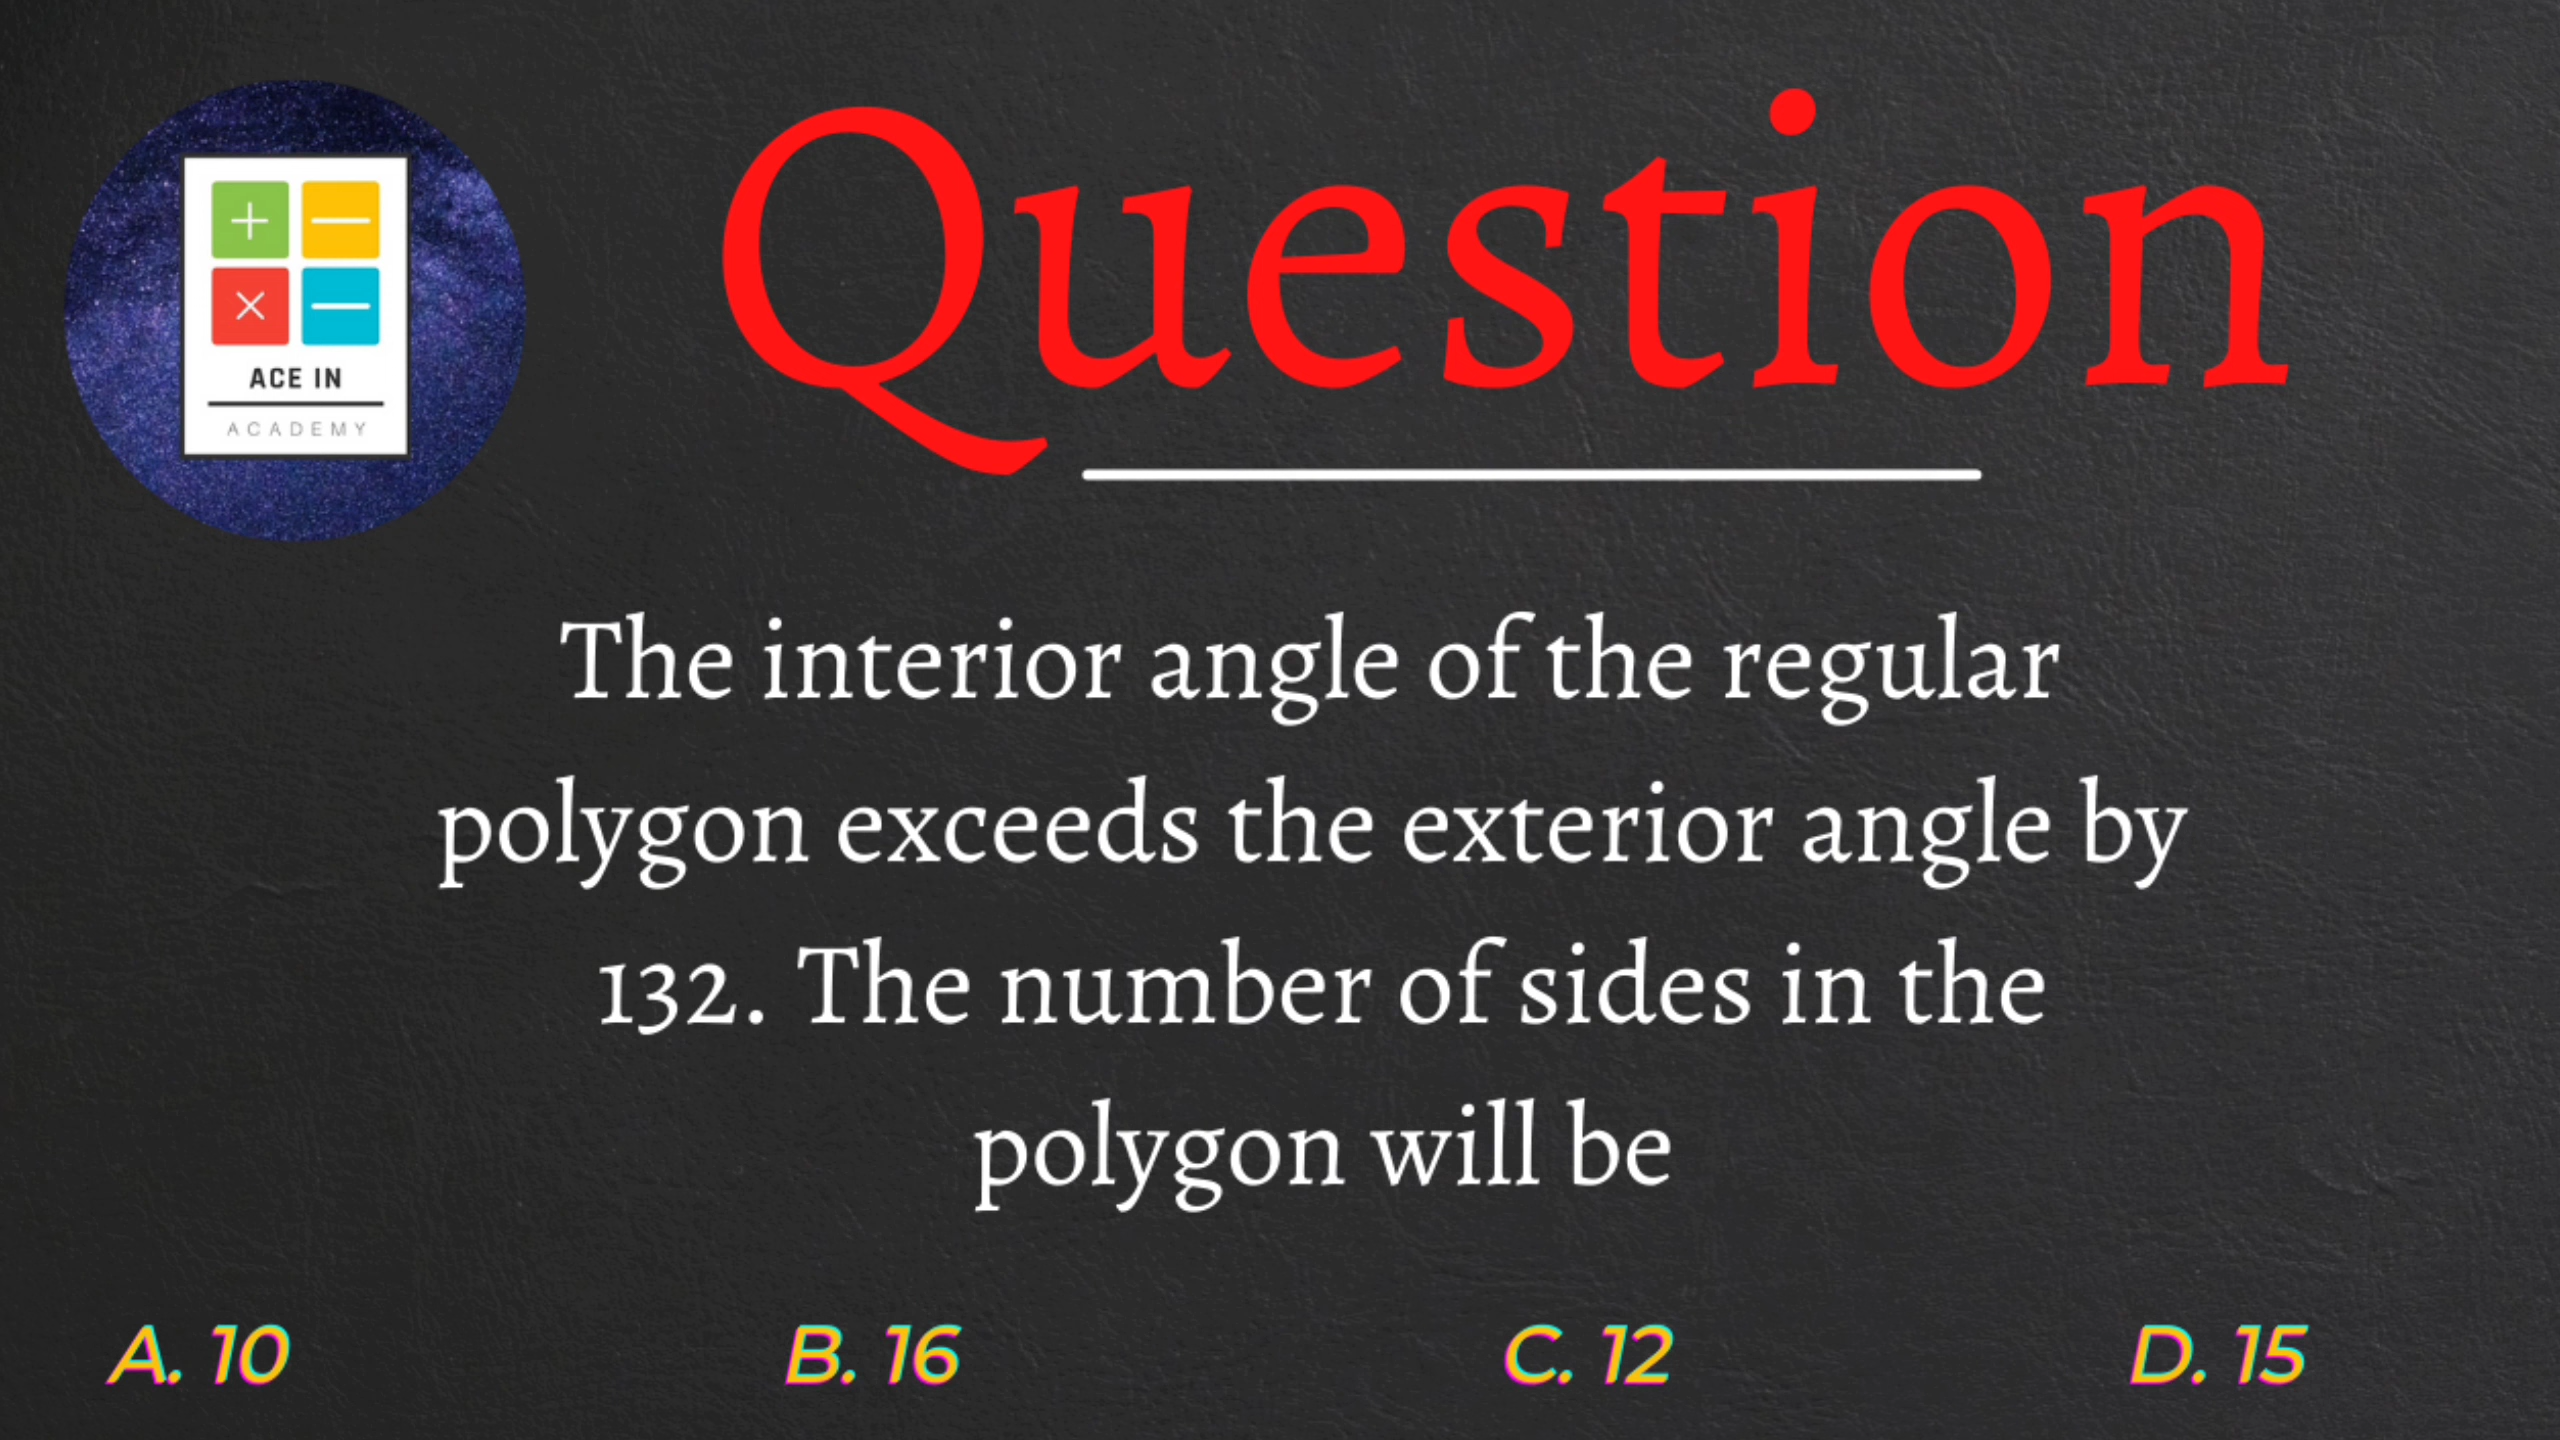 Question
ACE IN
ACADEMY
The interior angle of the regular
polygon exceeds the exterior angle by
132. The number of sides in the
polygon will be
A. 10 B. 16 C. 12 D. 15